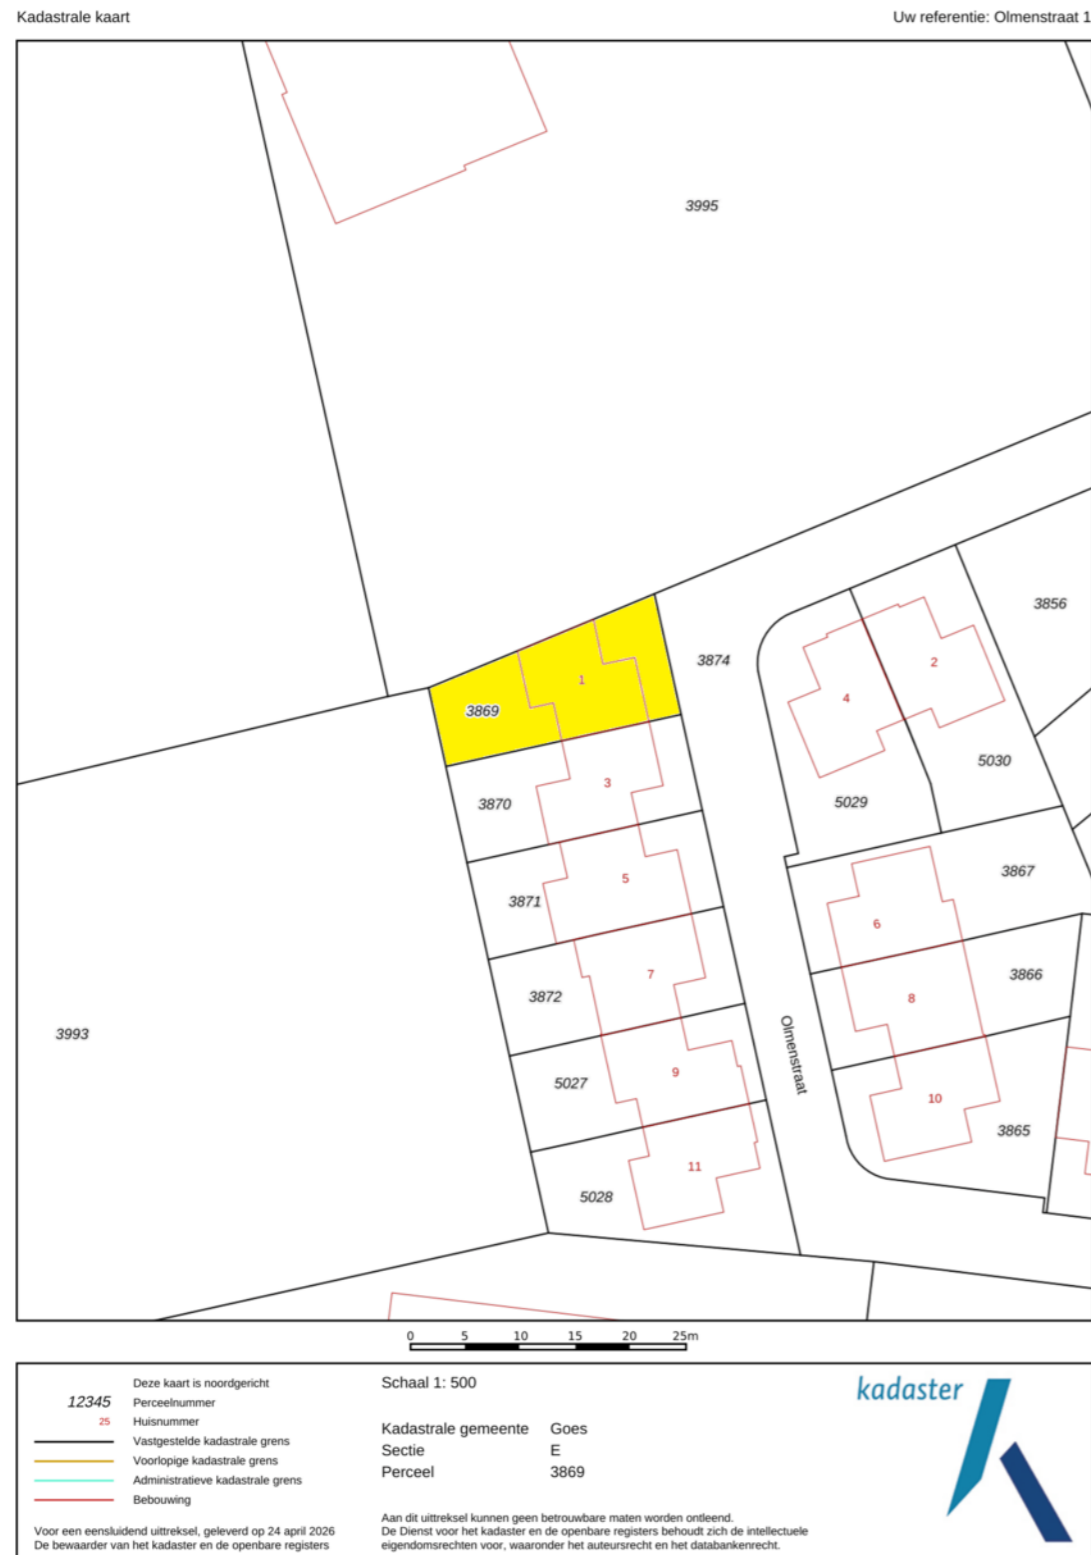 Kadastrale kaart
Uw referentie: Olmenstraat 1
3995
3856
3874
2
1
4
3869
5030
3
3870
5029
3867
5
3871
6
7
3866
3872
8
Olmenstraat
3993
9
5027
10
3865
11
5028
0 5 10 15 20 25m
Deze kaart is noordgericht
12345 Perceelnummer
25 Huisnummer
Vastgestelde kadastrale grens
Voorlopige kadastrale grens
Administratieve kadastrale grens
Bebouwing
Voor een eensluidend uittreksel, geleverd op 24 april 2026
De bewaarder van het kadaster en de openbare registers
Schaal 1: 500
Kadastrale gemeente Goes
Sectie E
Perceel 3869
Aan dit uittreksel kunnen geen betrouwbare maten worden ontleend.
De Dienst voor het kadaster en de openbare registers behoudt zich de intellectuele
eigendomsrechten voor, waaronder het auteursrecht en het databankenrecht.
kadaster